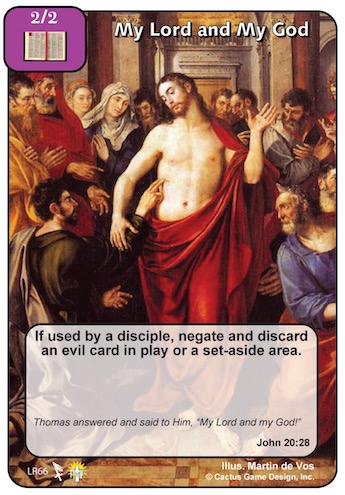 2/2
My Lord and My God
If used by a disciple, negate and discard
an evil card in play or a set-aside area.
Thomas answered and said to Him, “My Lord and my God!”
John 20:28
LR66
Illus. Martin de Vos
© Cactus Game Design, Inc.